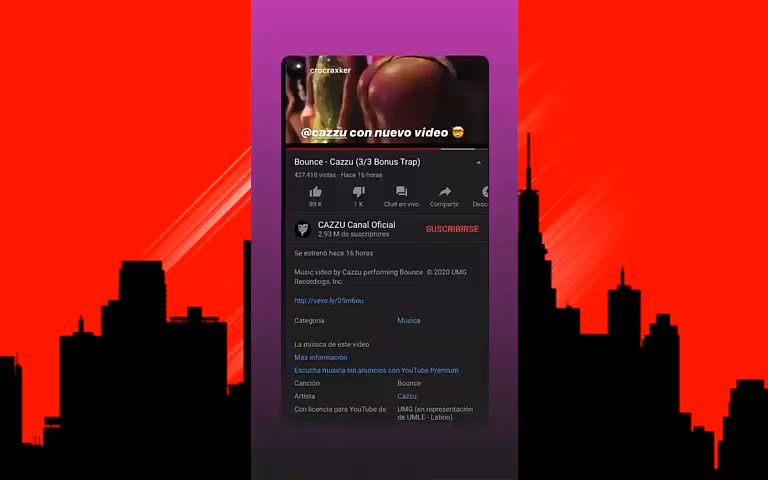 crocraxker
@cazzu con nuevo video 🤯
Bounce - Cazzu (3/3 Bonus Trap)
427.410 vistas · Hace 16 horas
89 K
1 K
Chat en vivo
Compartir
CAZZU Canal Oficial
2.93 M de suscriptores
SUSCRIBIRSE
Se estrenó hace 16 horas
Music video by Cazzu performing Bounce. © 2020 UMG
Recordings, Inc.
http://vevo.ly/05m6ou
Categoría Música
La música de este video
Más información
Escucha música sin anuncios con YouTube Premium
Canción Bounce
Artista Cazzu
Con licencia para YouTube de UMG (en representación
de UMLE - Latino)